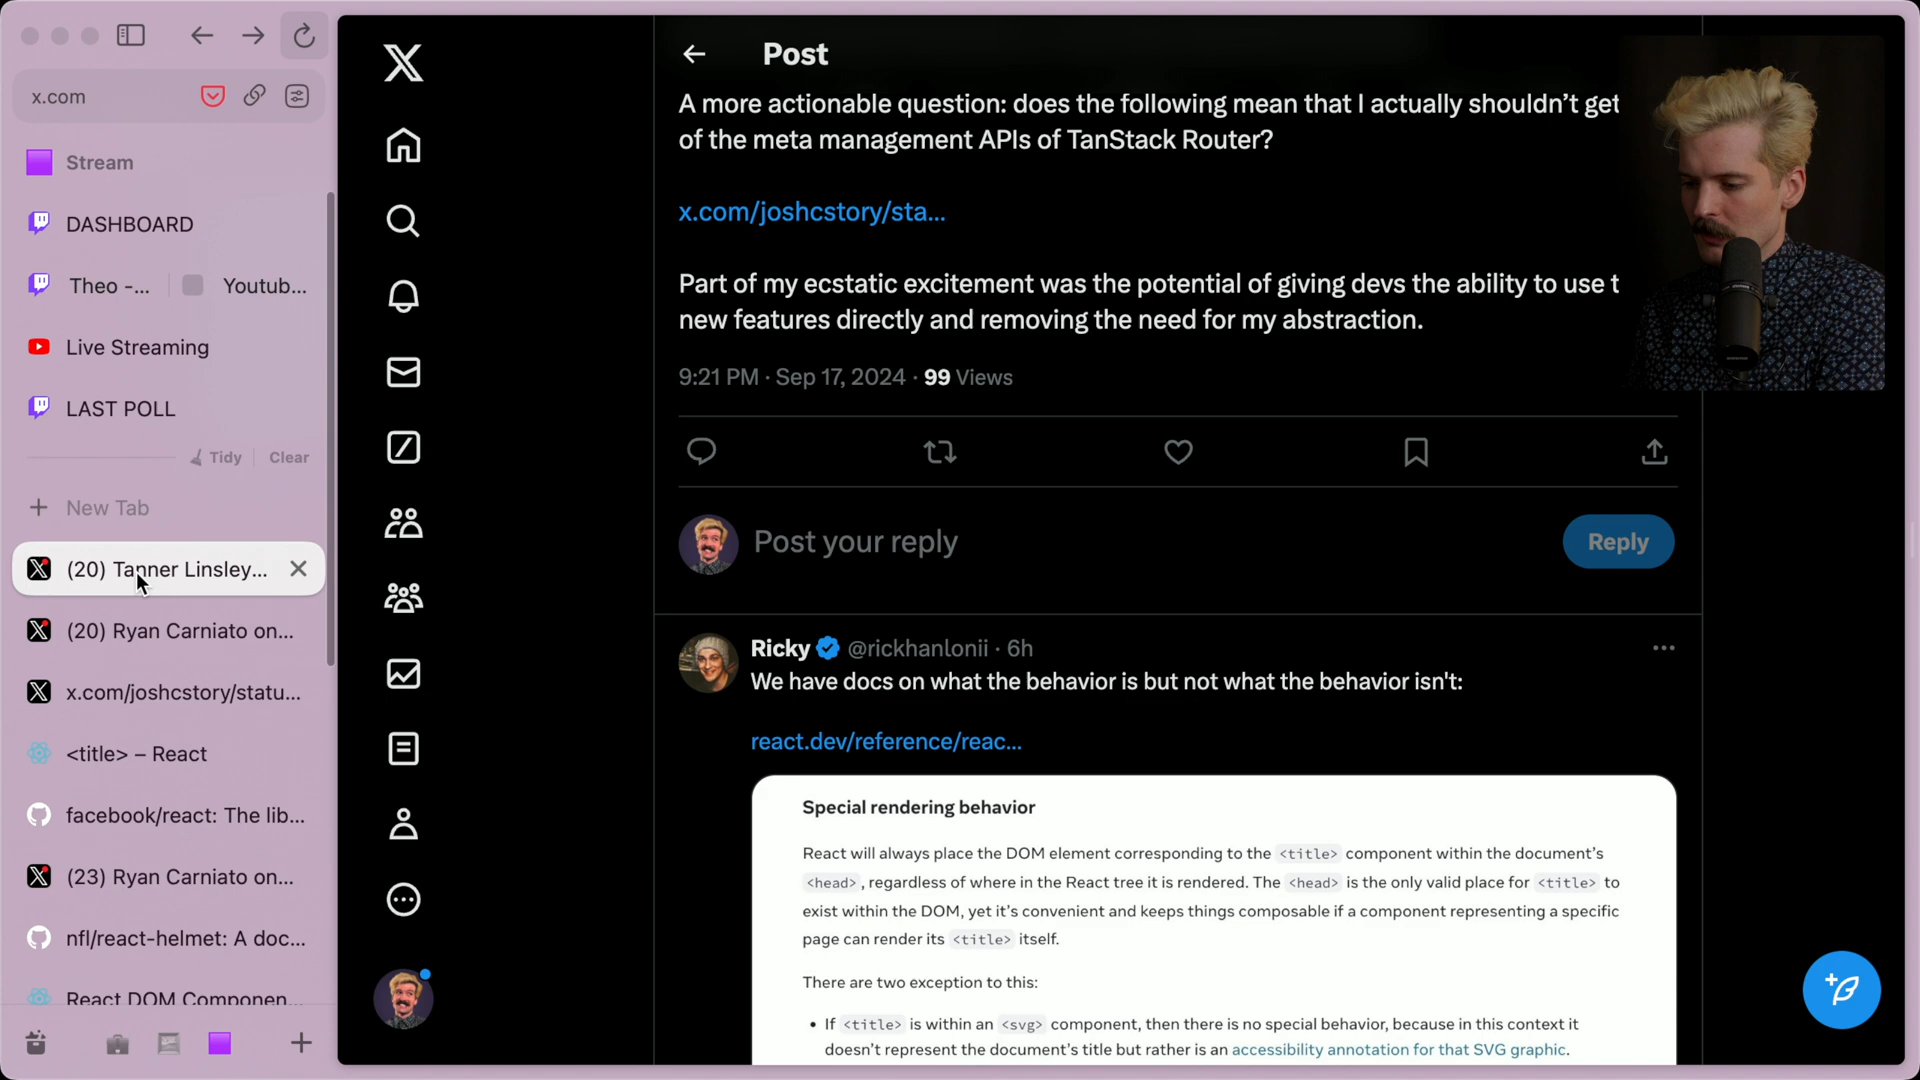 x.com
Stream
DASHBOARD
Theo -...
Youtub...
Live Streaming
LAST POLL
Tidy
Clear
New Tab
(20) Tanner Linsley...
(20) Ryan Carniato on...
x.com/joshcstory/statu...
<title> – React
facebook/react: The lib...
(23) Ryan Carniato on...
nfl/react-helmet: A doc...
React DOM Componen...
Post
A more actionable question: does the following mean that I actually shouldn't get
of the meta management APIs of TanStack Router?
x.com/joshcstory/sta...
Part of my ecstatic excitement was the potential of giving devs the ability to use t
new features directly and removing the need for my abstraction.
9:21 PM · Sep 17, 2024 · 99 Views
Post your reply
Reply
Ricky @rickhanlonii · 6h
We have docs on what the behavior is but not what the behavior isn't:
react.dev/reference/reac...
Special rendering behavior
React will always place the DOM element corresponding to the <title> component within the document's
<head>, regardless of where in the React tree it is rendered. The <head> is the only valid place for <title> to
exist within the DOM, yet it's convenient and keeps things composable if a component representing a specific
page can render its <title> itself.
There are two exception to this:
• If <title> is within an <svg> component, then there is no special behavior, because in this context it
doesn't represent the document's title but rather is an accessibility annotation for that SVG graphic.